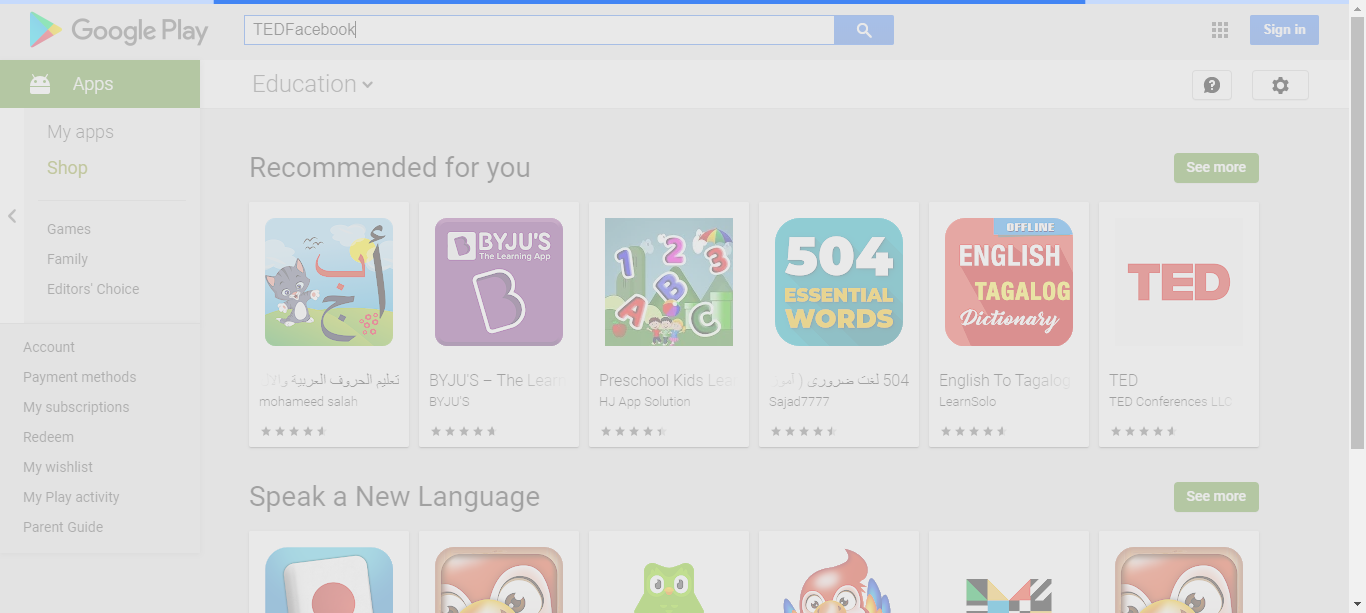 Google Play
TEDFacebook
Sign in
Apps
Education
My apps
Shop
Games
Family
Editors' Choice
Account
Payment methods
My subscriptions
Redeem
My wishlist
My Play activity
Parent Guide
Recommended for you
See more
أ
ب
ج
BYJU'S
The Learning App
B
1 2 3
A B C
504
ESSENTIAL
WORDS
OFFLINE
ENGLISH
TAGALOG
Dictionary
TED
تعليم الحروف العربية والا
mohameed salah
BYJU'S – The Learn
BYJU'S
Preschool Kids Lea
HJ App Solution
504 لغت ضروری ( آموز
Sajad7777
English To Tagalog
LearnSolo
TED
TED Conferences LLC
Speak a New Language
See more